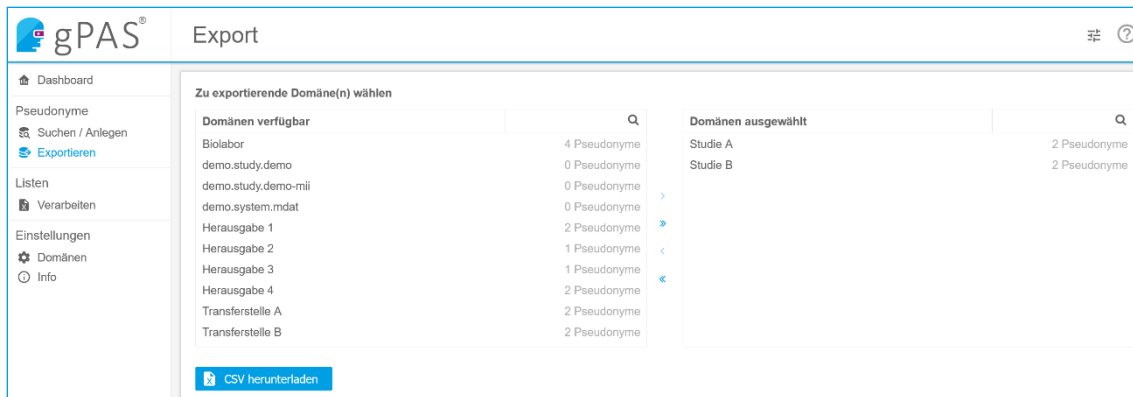 gPAS®
Export
Dashboard
Pseudonyme
Suchen / Anlegen
Exportieren
Listen
Verarbeiten
Einstellungen
Domänen
Info
Zu exportierende Domäne(n) wählen
Domänen verfügbar
Biolabor 4 Pseudonyme
demo.study.demo 0 Pseudonyme
demo.study.demo-mii 0 Pseudonyme
demo.system.mdat 0 Pseudonyme
Herausgabe 1 2 Pseudonyme
Herausgabe 2 1 Pseudonyme
Herausgabe 3 1 Pseudonyme
Herausgabe 4 2 Pseudonyme
Transferstelle A 2 Pseudonyme
Transferstelle B 2 Pseudonyme
Domänen ausgewählt
Studie A 2 Pseudonyme
Studie B 2 Pseudonyme
CSV herunterladen